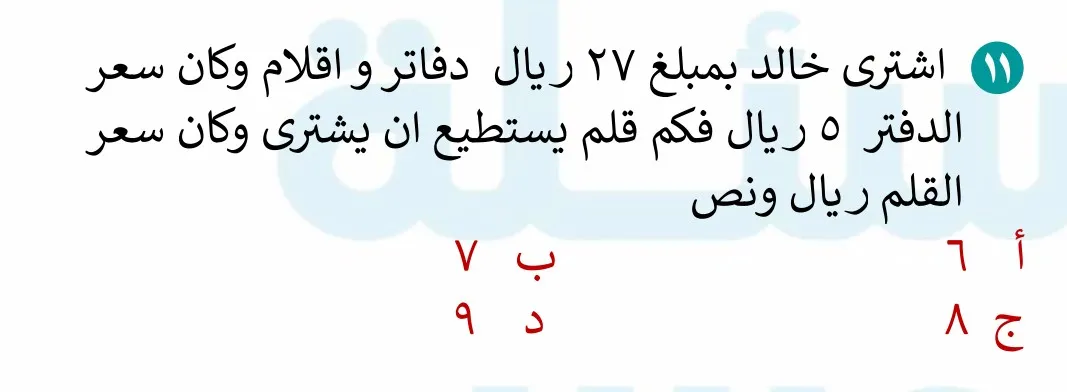 ١١ اشترى خالد بمبلغ ٢٧ ريال دفاتر و اقلام وكان سعر
الدفتر ٥ ريال فكم قلم يستطيع ان يشترى وكان سعر
القلم ريال ونص
أ ٦ ب ٧
ج ٨ د ٩